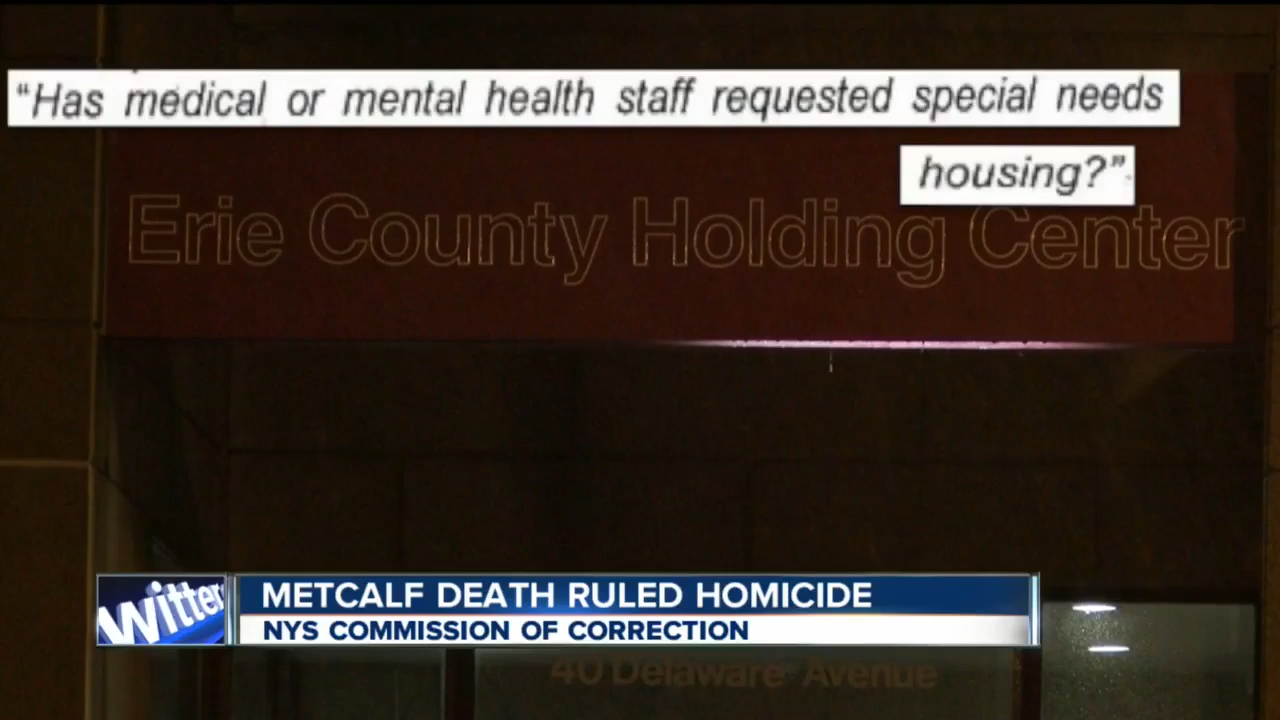 “Has medical or mental health staff requested special needs
housing?”
Erie County Holding Center
witter
METCALF DEATH RULED HOMICIDE
NYS COMMISSION OF CORRECTION
40 Delaware Avenue